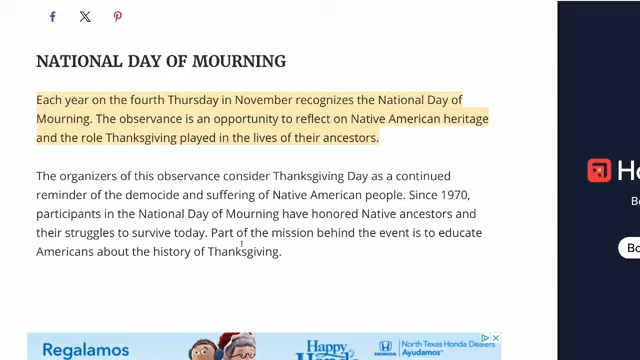 NATIONAL DAY OF MOURNING
Each year on the fourth Thursday in November recognizes the National Day of
Mourning. The observance is an opportunity to reflect on Native American heritage
and the role Thanksgiving played in the lives of their ancestors.
The organizers of this observance consider Thanksgiving Day as a continued
reminder of the democide and suffering of Native American people. Since 1970,
participants in the National Day of Mourning have honored Native ancestors and
their struggles to survive today. Part of the mission behind the event is to educate
Americans about the history of Thanksgiving.
Regalamos
Happy
HONDA
North Texas Honda Dealers
Ayudamos